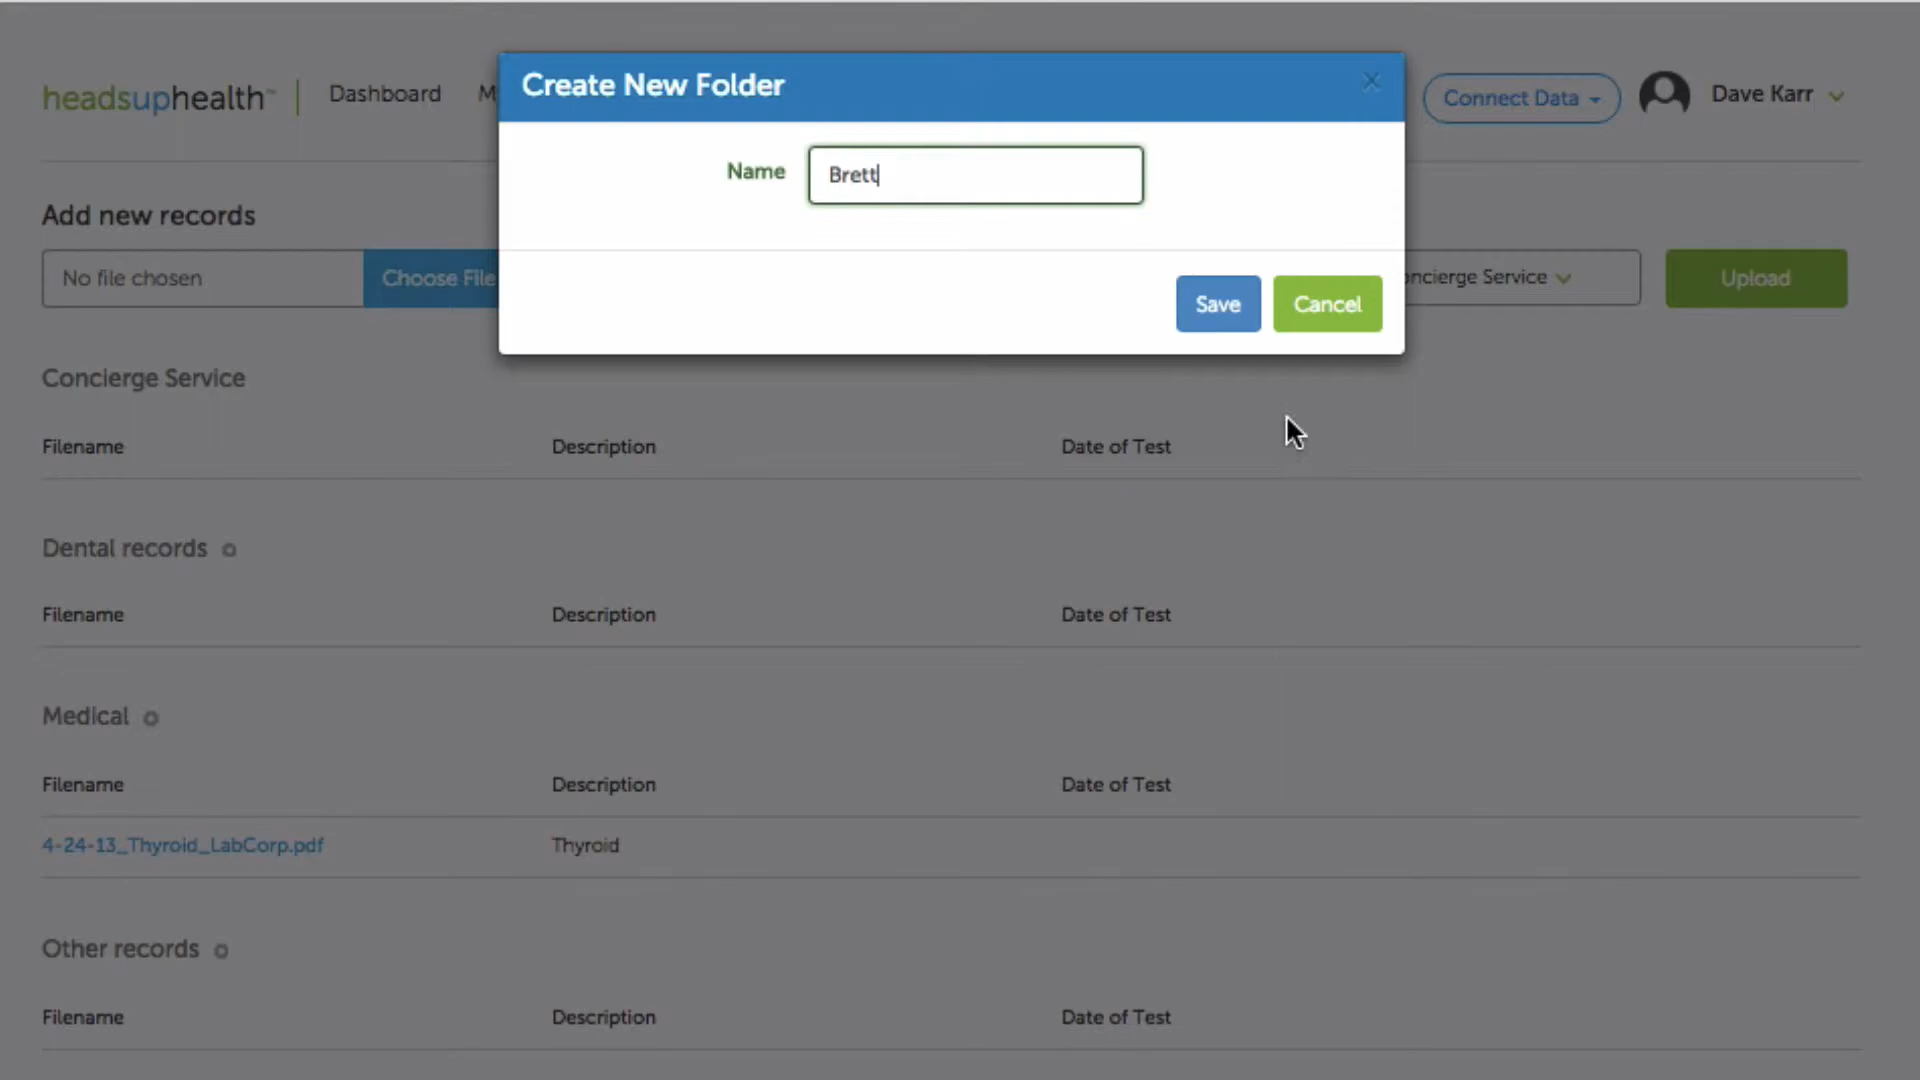 Create New Folder
×
headsuphealth™
Dashboard
Connect Data
Dave Karr
Name
Brett
Add new records
No file chosen
Choose File
Concierge Service
Upload
Save
Cancel
Concierge Service
Filename
Description
Date of Test
Dental records
Filename
Description
Date of Test
Medical
Filename
Description
Date of Test
4-24-13_Thyroid_LabCorp.pdf
Thyroid
Other records
Filename
Description
Date of Test